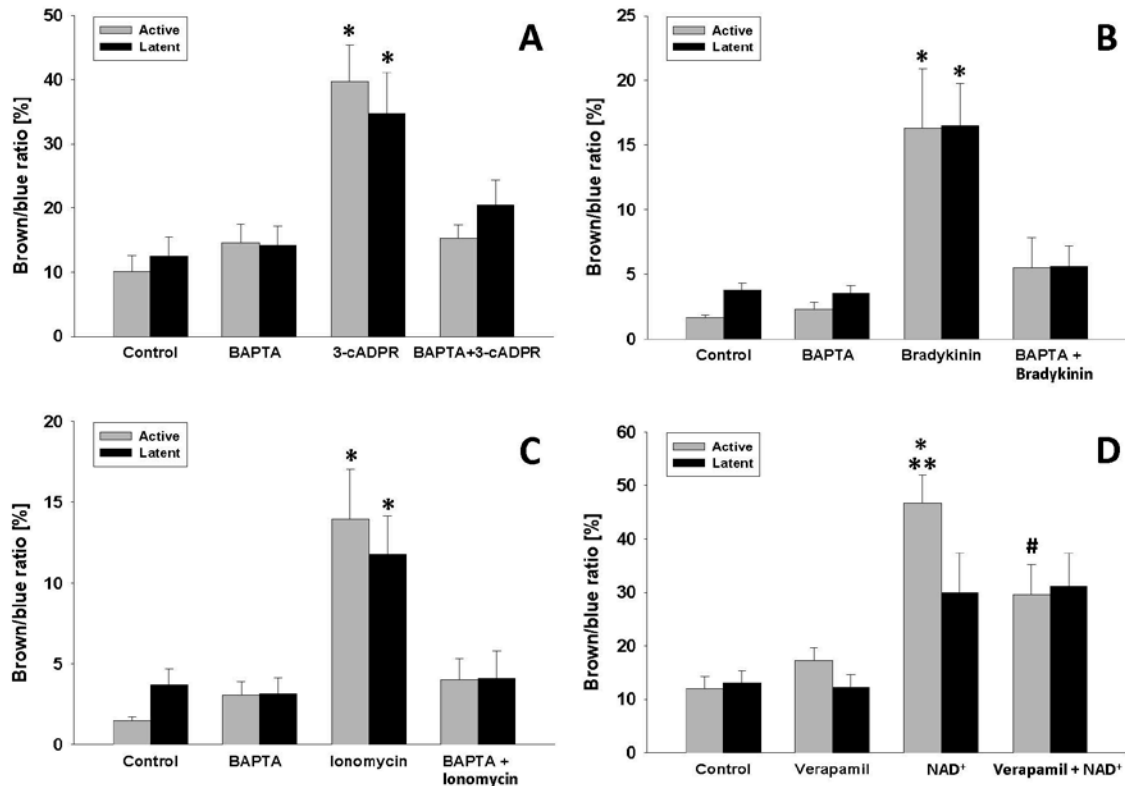 A
Active
Latent
Brown/blue ratio [%]
50
40
30
20
10
0
* *
Control BAPTA 3-cADPR BAPTA+3-cADPR
B
Active
Latent
Brown/blue ratio [%]
25
20
15
10
5
0
* *
Control BAPTA Bradykinin BAPTA +
Bradykinin
C
Active
Latent
Brown/blue ratio [%]
20
15
10
5
0
* *
Control BAPTA Ionomycin BAPTA +
Ionomycin
D
Active
Latent
Brown/blue ratio [%]
60
50
40
30
20
10
0
*
**
#
Control Verapamil NAD⁺ Verapamil + NAD⁺